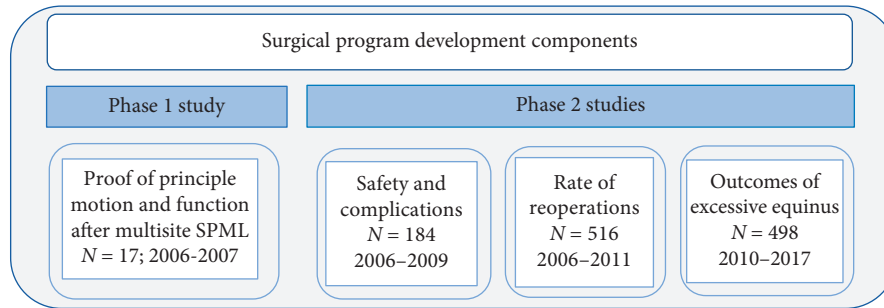 Surgical program development components
Phase 1 study
Phase 2 studies
Proof of principle
motion and function
after multisite SPML
N = 17; 2006-2007
Safety and
complications
N = 184
2006–2009
Rate of
reoperations
N = 516
2006–2011
Outcomes of
excessive equinus
N = 498
2010–2017